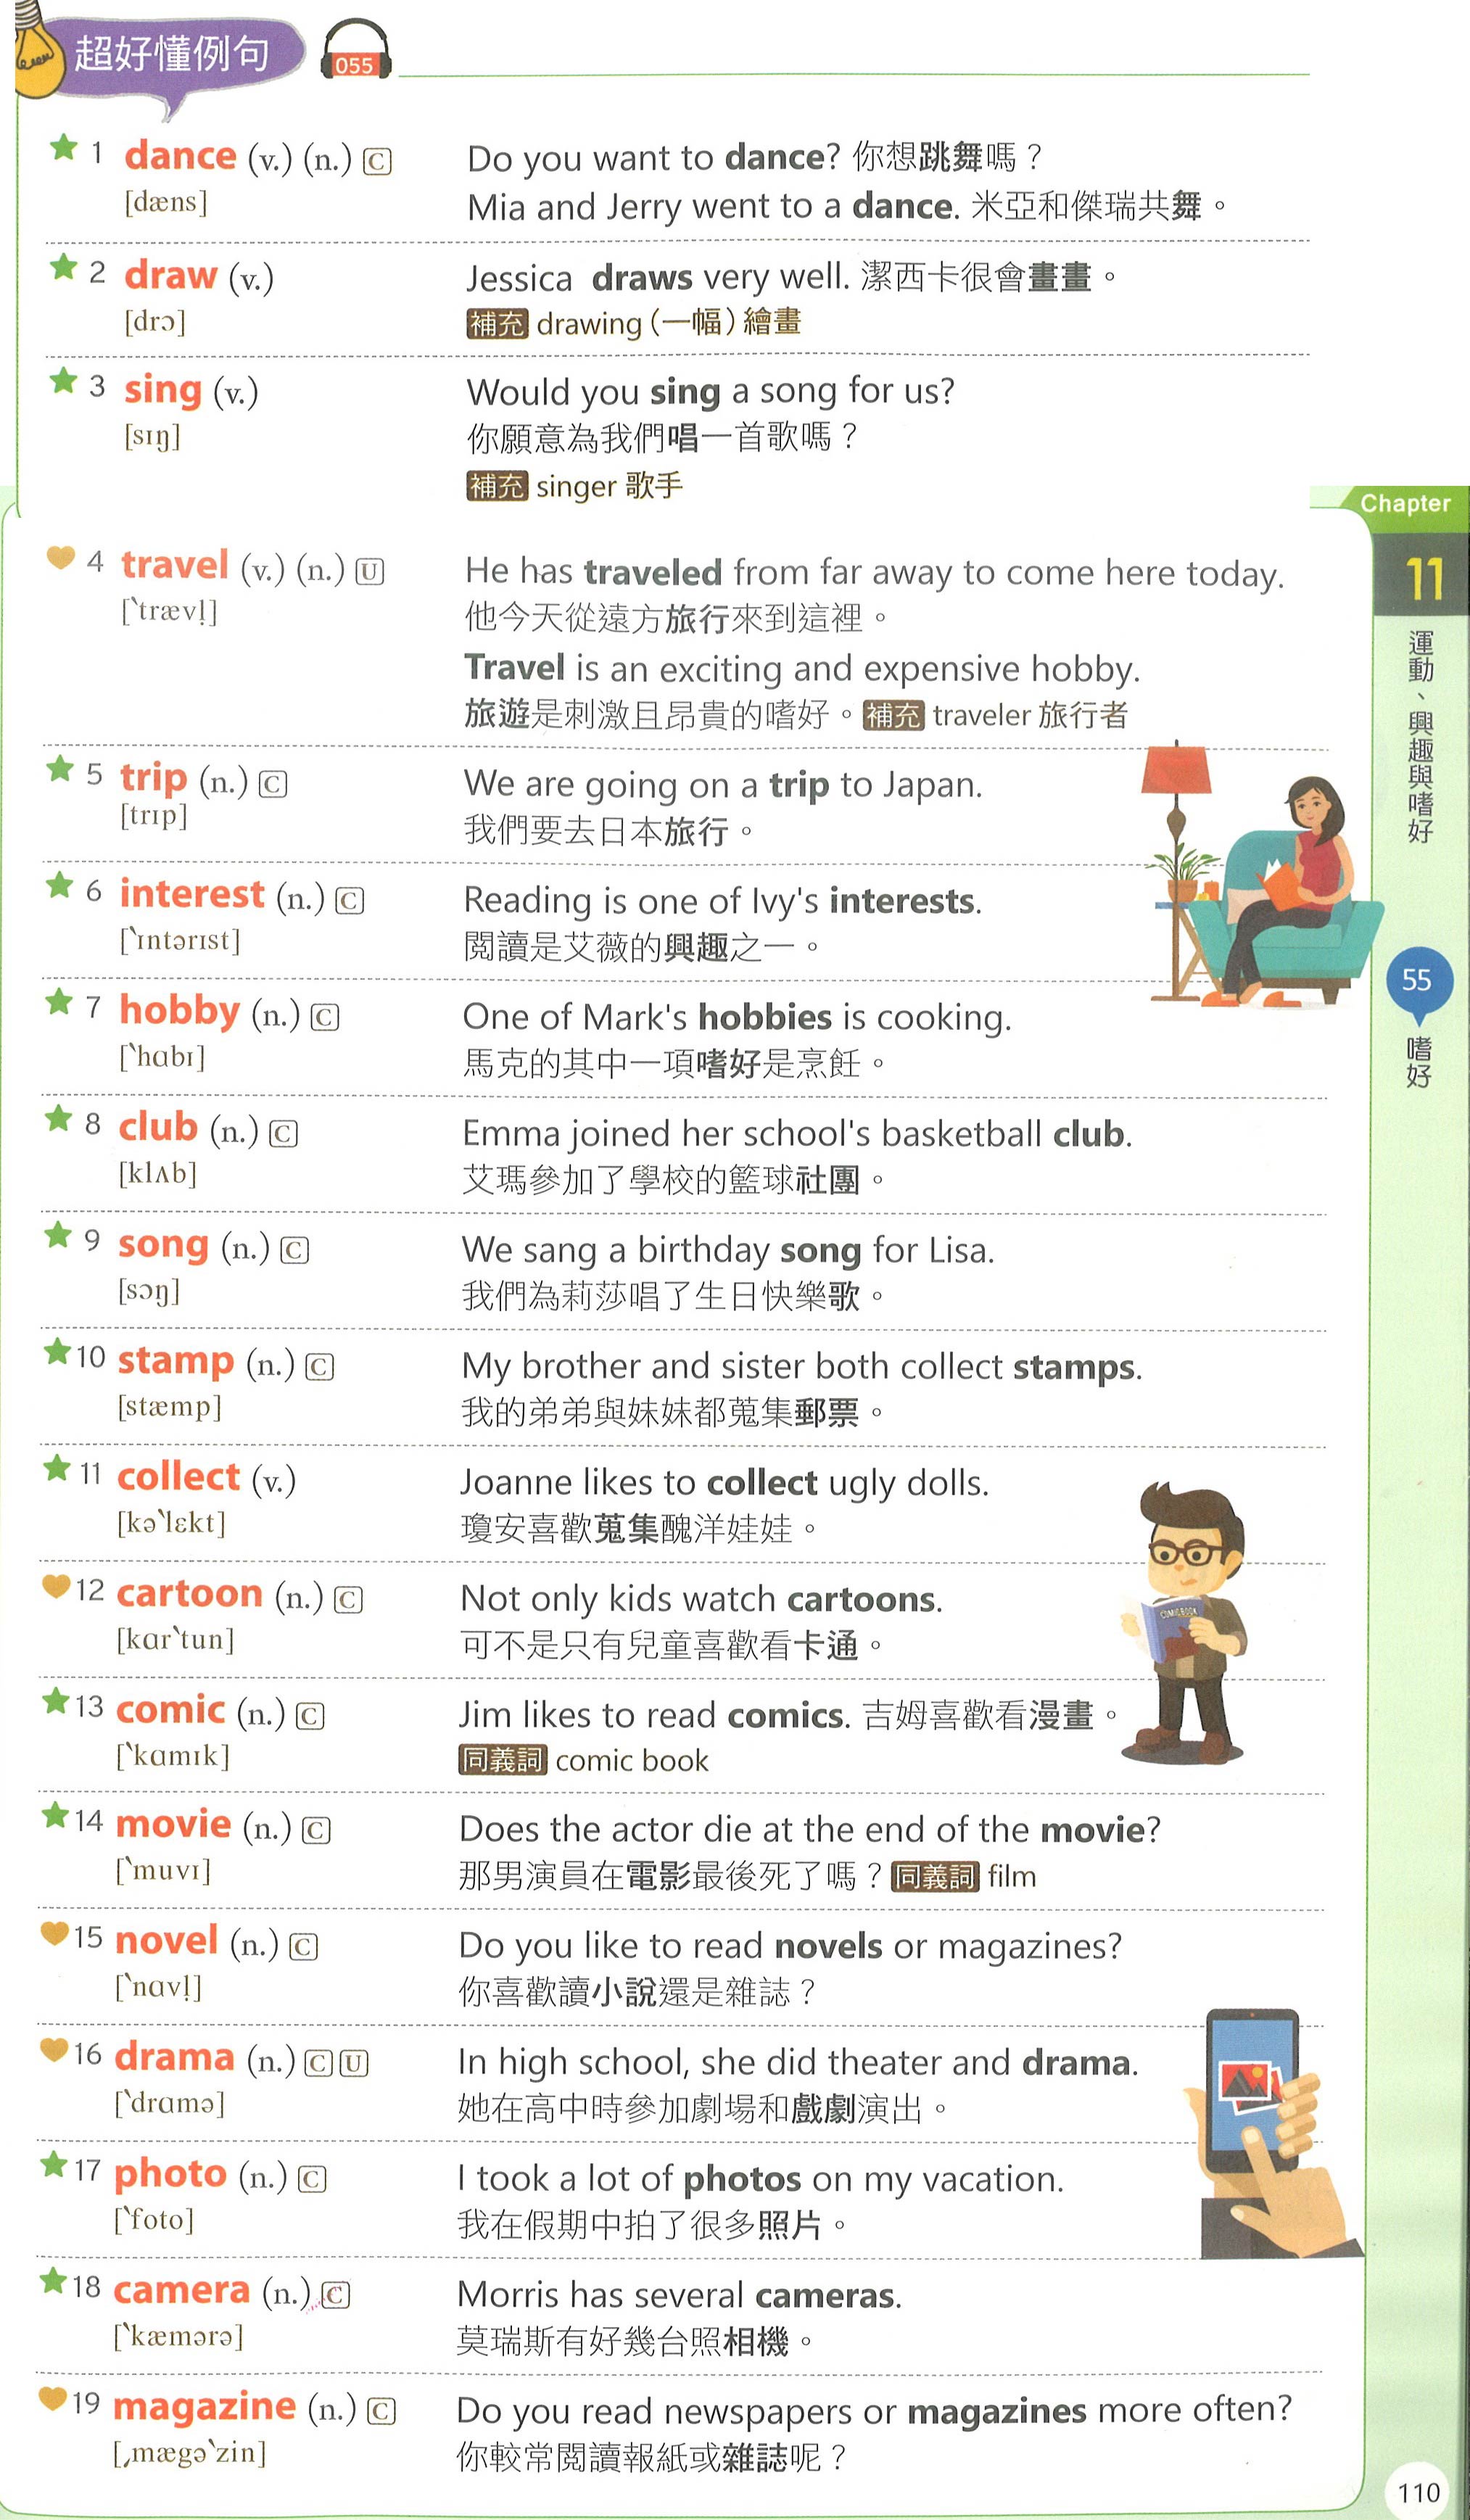 超好懂例句 055
★ 1 dance (v.) (n.) C Do you want to dance? 你想跳舞嗎？
[dæns] Mia and Jerry went to a dance. 米亞和傑瑞共舞。
★ 2 draw (v.) Jessica draws very well. 潔西卡很會畫畫。
[drɔ] 補充 drawing (一幅) 繪畫
★ 3 sing (v.) Would you sing a song for us?
[sɪŋ] 你願意為我們唱一首歌嗎？
補充 singer 歌手
4 travel (v.) (n.) U He has traveled from far away to come here today.
[ˋtrævl̩] 他今天從遠方旅行來到這裡。
Travel is an exciting and expensive hobby.
旅遊是刺激且昂貴的嗜好。補充 traveler 旅行者
★ 5 trip (n.) C We are going on a trip to Japan.
[trɪp] 我們要去日本旅行。
★ 6 interest (n.) C Reading is one of Ivy's interests.
[ˋɪntərɪst] 閱讀是艾薇的興趣之一。
★ 7 hobby (n.) C One of Mark's hobbies is cooking.
[ˋhɑbɪ] 馬克的其中一項嗜好是烹飪。
★ 8 club (n.) C Emma joined her school's basketball club.
[klʌb] 艾瑪參加了學校的籃球社團。
★ 9 song (n.) C We sang a birthday song for Lisa.
[sɔŋ] 我們為莉莎唱了生日快樂歌。
★ 10 stamp (n.) C My brother and sister both collect stamps.
[stæmp] 我的弟弟與妹妹都蒐集郵票。
★ 11 collect (v.) Joanne likes to collect ugly dolls.
[kəˋlɛkt] 瓊安喜歡蒐集醜洋娃娃。
12 cartoon (n.) C Not only kids watch cartoons.
[kɑrˋtun] 可不是只有兒童喜歡看卡通。
COMIC BOOK
★ 13 comic (n.) C Jim likes to read comics. 吉姆喜歡看漫畫。
[ˋkɑmɪk] 同義詞 comic book
★ 14 movie (n.) C Does the actor die at the end of the movie?
[ˋmuvɪ] 那男演員在電影最後死了嗎？同義詞 film
15 novel (n.) C Do you like to read novels or magazines?
[ˋnɑvl̩] 你喜歡讀小說還是雜誌？
16 drama (n.) C U In high school, she did theater and drama.
[ˋdrɑmə] 她在高中時參加劇場和戲劇演出。
★ 17 photo (n.) C I took a lot of photos on my vacation.
[ˋfoto] 我在假期中拍了很多照片。
★ 18 camera (n.) C Morris has several cameras.
[ˋkæmərə] 莫瑞斯有好幾台照相機。
19 magazine (n.) C Do you read newspapers or magazines more often?
[ˏmægəˋzin] 你較常閱讀報紙或雜誌呢？
Chapter
11
運動、興趣與嗜好
55
嗜好
110